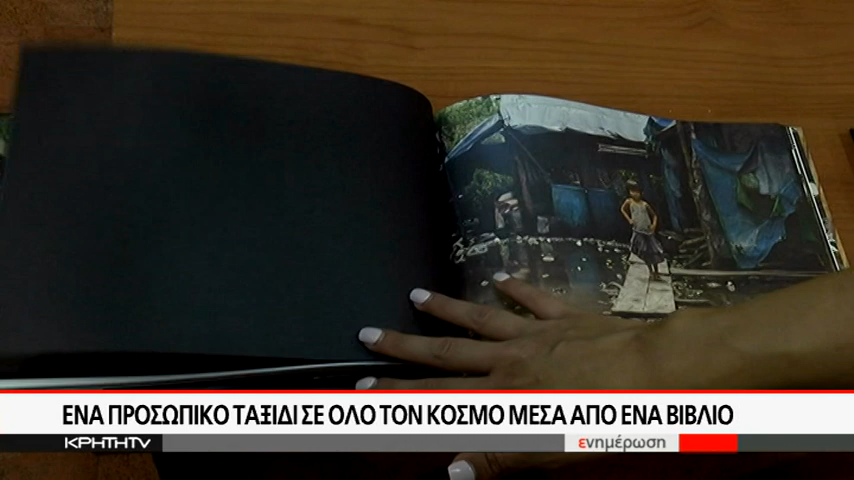 ΕΝΑ ΠΡΟΣΩΠΙΚΟ ΤΑΞΙΔΙ ΣΕ ΟΛΟ ΤΟΝ ΚΟΣΜΟ ΜΕΣΑ ΑΠΟ ΕΝΑ ΒΙΒΛΙΟ
ΚΡΗΤΗTV ενημέρωση